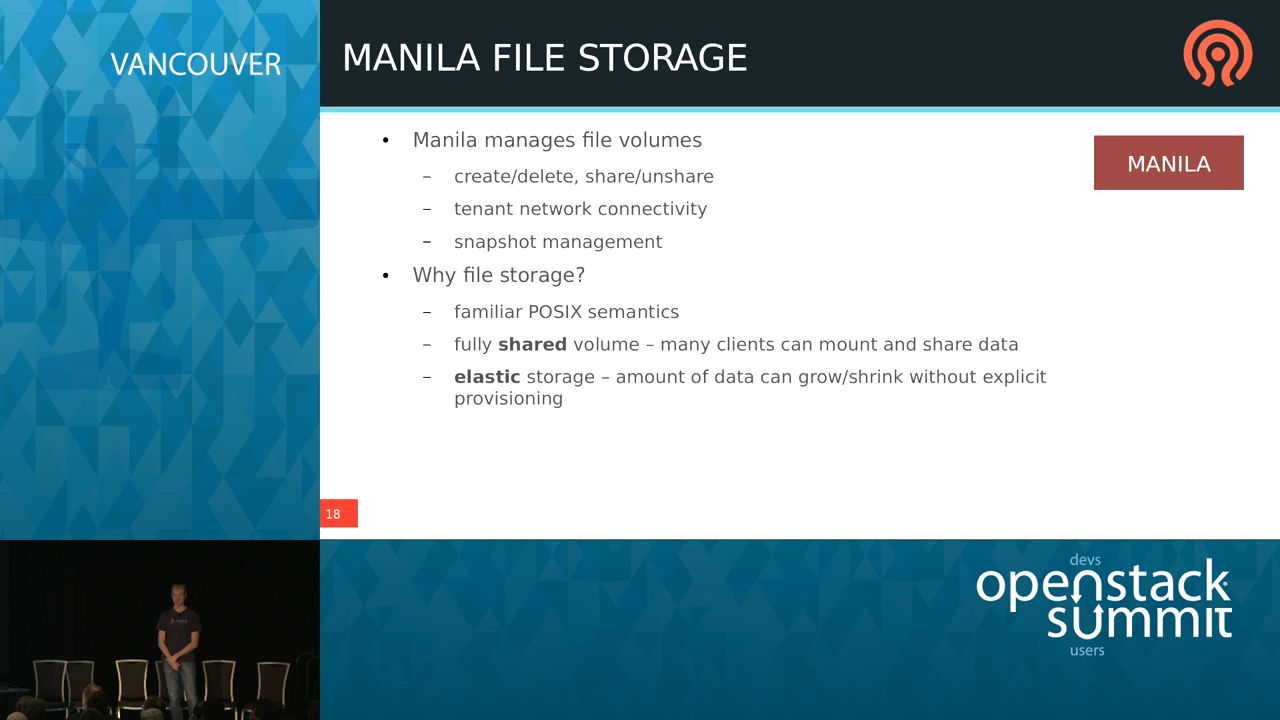 VANCOUVER
MANILA FILE STORAGE
• Manila manages file volumes
– create/delete, share/unshare
– tenant network connectivity
– snapshot management
• Why file storage?
– familiar POSIX semantics
– fully shared volume – many clients can mount and share data
– elastic storage – amount of data can grow/shrink without explicit
provisioning
MANILA
18
devs
openstack
summit
users